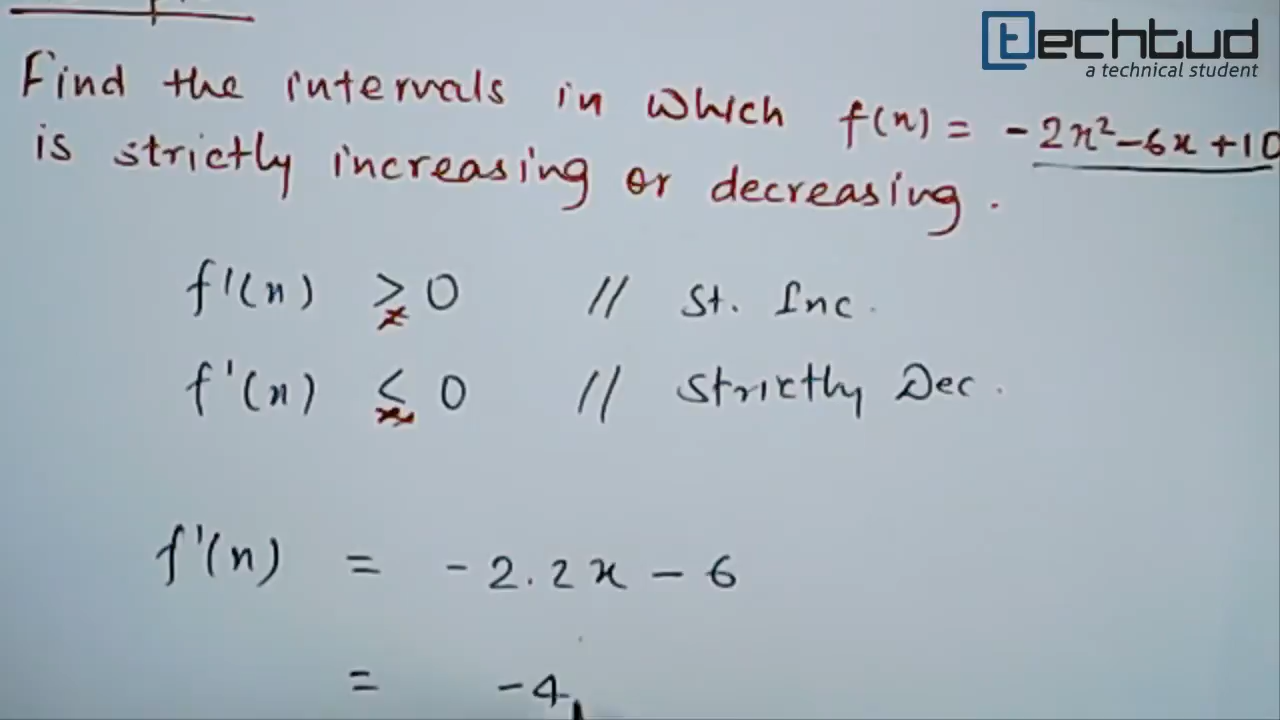 techtud
a technical student
Find the intervals in which f(x) = -2x²-6x+10
is strictly increasing or decreasing.
f'(x) > 0 // St. Inc.
f'(x) < 0 // Strictly Dec.
f'(x) = -2.2x - 6
= -4